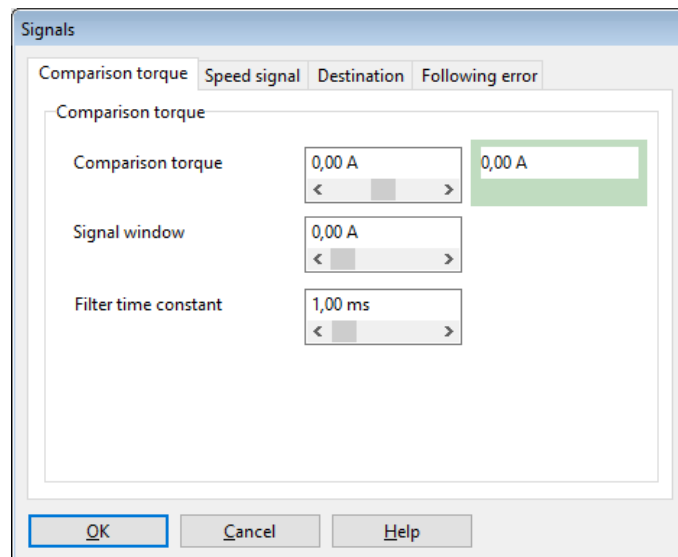 Signals
Comparison torque Speed signal Destination Following error
Comparison torque
Comparison torque 0,00 A 0,00 A
Signal window 0,00 A
Filter time constant 1,00 ms
OK Cancel Help